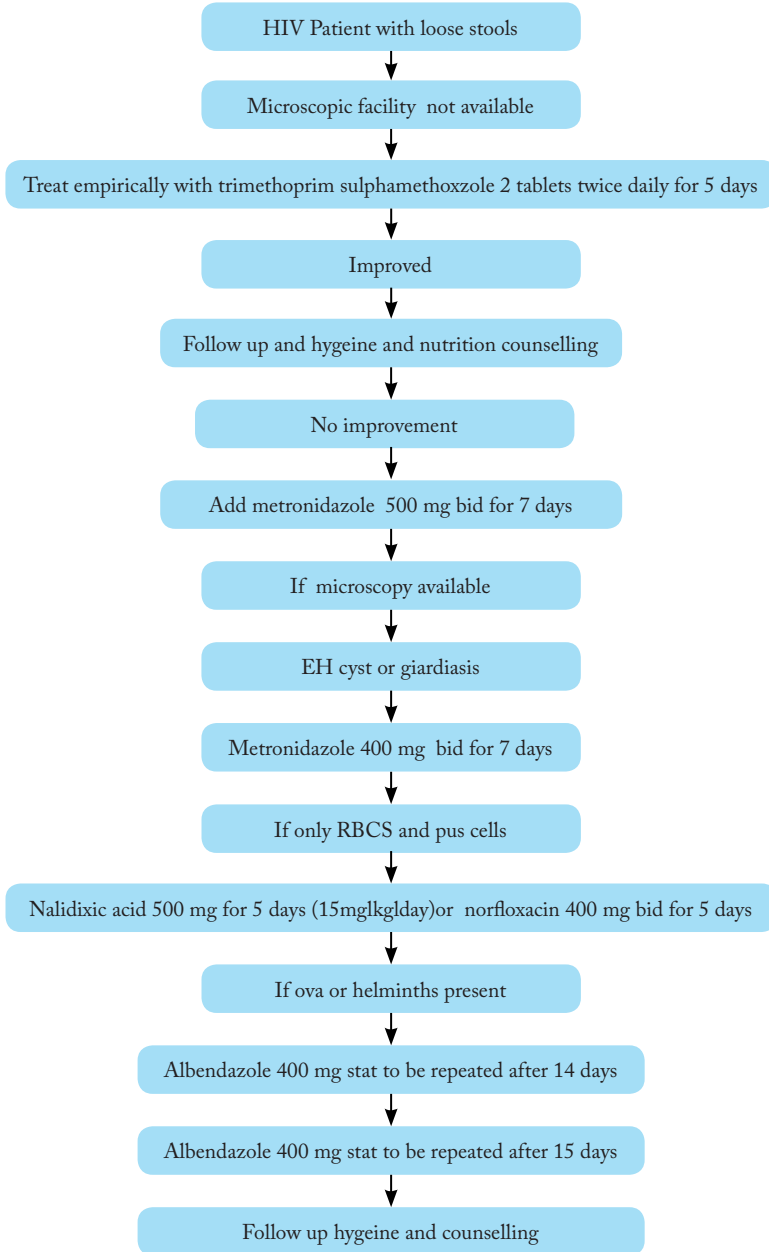 HIV Patient with loose stools
Microscopic facility not available
Treat empirically with trimethoprim sulphamethoxzole 2 tablets twice daily for 5 days
Improved
Follow up and hygeine and nutrition counselling
No improvement
Add metronidazole 500 mg bid for 7 days
If microscopy available
EH cyst or giardiasis
Metronidazole 400 mg bid for 7 days
If only RBCS and pus cells
Nalidixic acid 500 mg for 5 days (15mglkglday)or norfloxacin 400 mg bid for 5 days
If ova or helminths present
Albendazole 400 mg stat to be repeated after 14 days
Albendazole 400 mg stat to be repeated after 15 days
Follow up hygeine and counselling